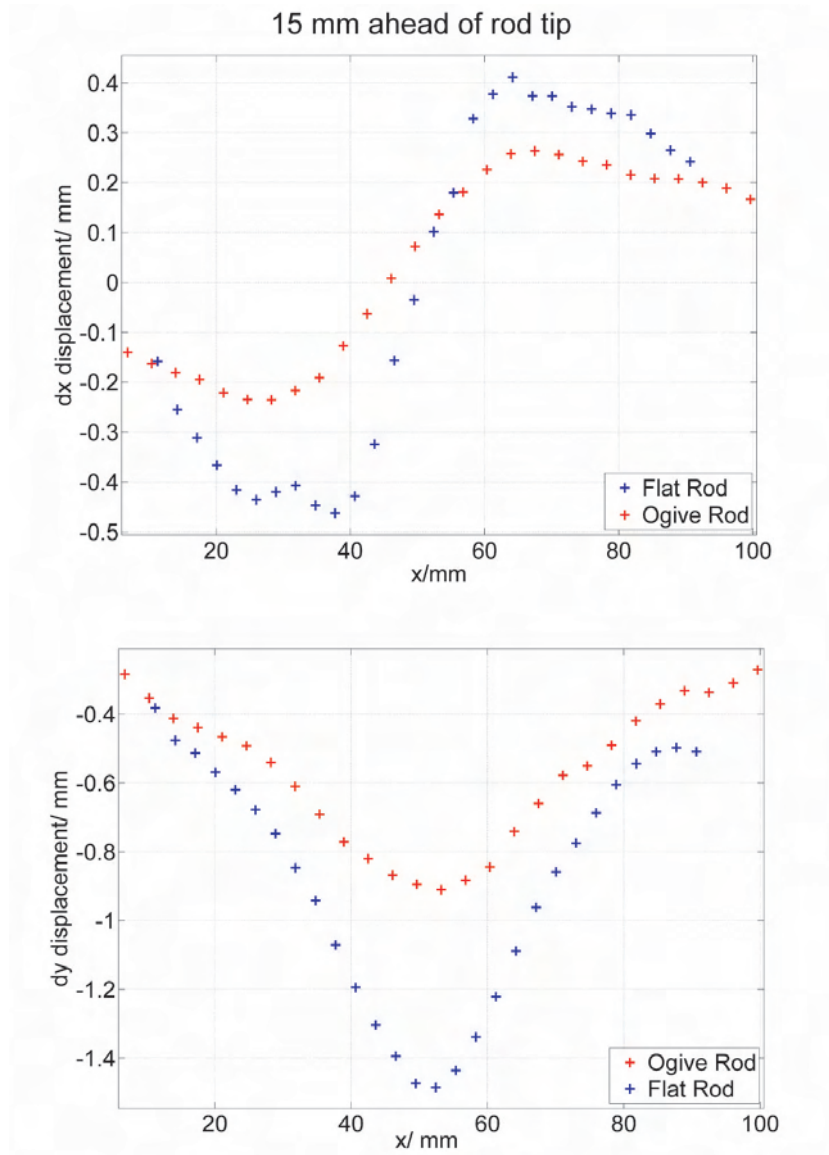 15 mm ahead of rod tip
0.4
0.3
0.2
0.1
0
-0.1
-0.2
-0.3
-0.4
-0.5
dx displacement/ mm
20 40 60 80 100
x/mm
Flat Rod
Ogive Rod
-0.4
-0.6
-0.8
-1
-1.2
-1.4
dy displacement/ mm
20 40 60 80 100
x/ mm
Ogive Rod
Flat Rod